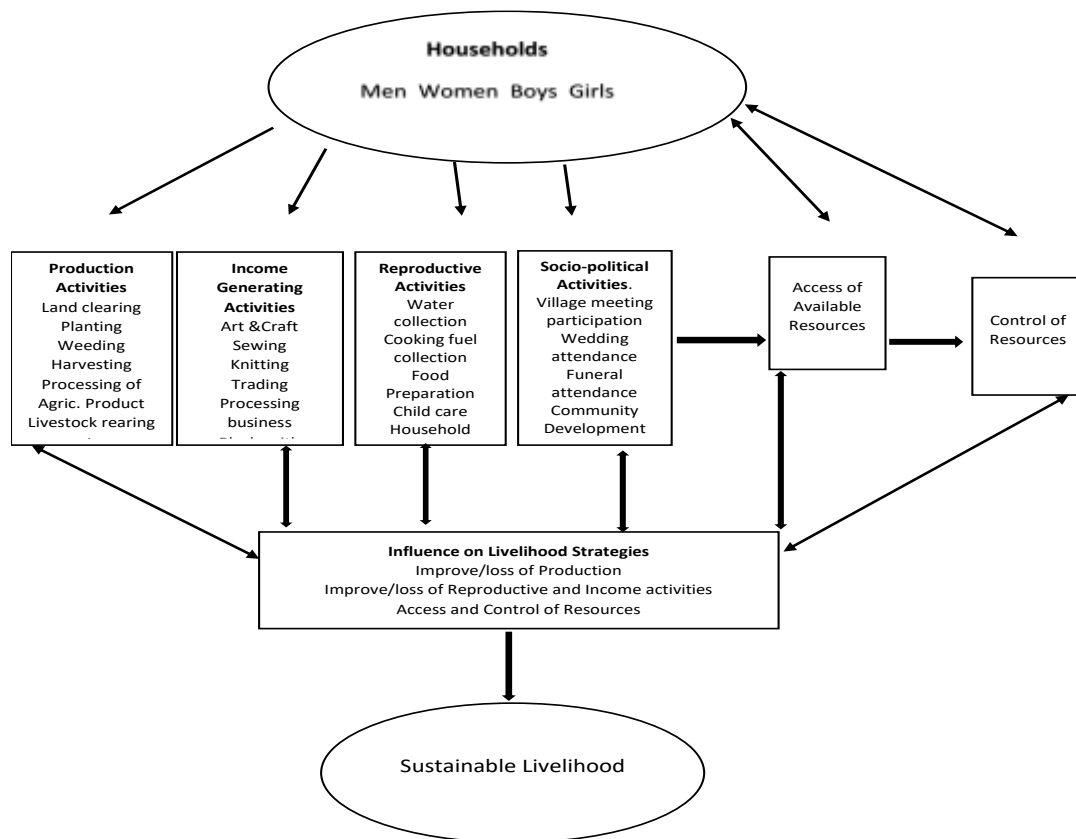 Households
Men Women Boys Girls
Production
Activities
Land clearing
Planting
Weeding
Harvesting
Processing of
Agric. Product
Livestock rearing
Income
Generating
Activities
Art &Craft
Sewing
Knitting
Trading
Processing
business
Reproductive
Activities
Water
collection
Cooking fuel
collection
Food
Preparation
Child care
Household
Socio-political
Activities.
Village meeting
participation
Wedding
attendance
Funeral
attendance
Community
Development
Access of
Available
Resources
Control of
Resources
Influence on Livelihood Strategies
Improve/loss of Production
Improve/loss of Reproductive and Income activities
Access and Control of Resources
Sustainable Livelihood